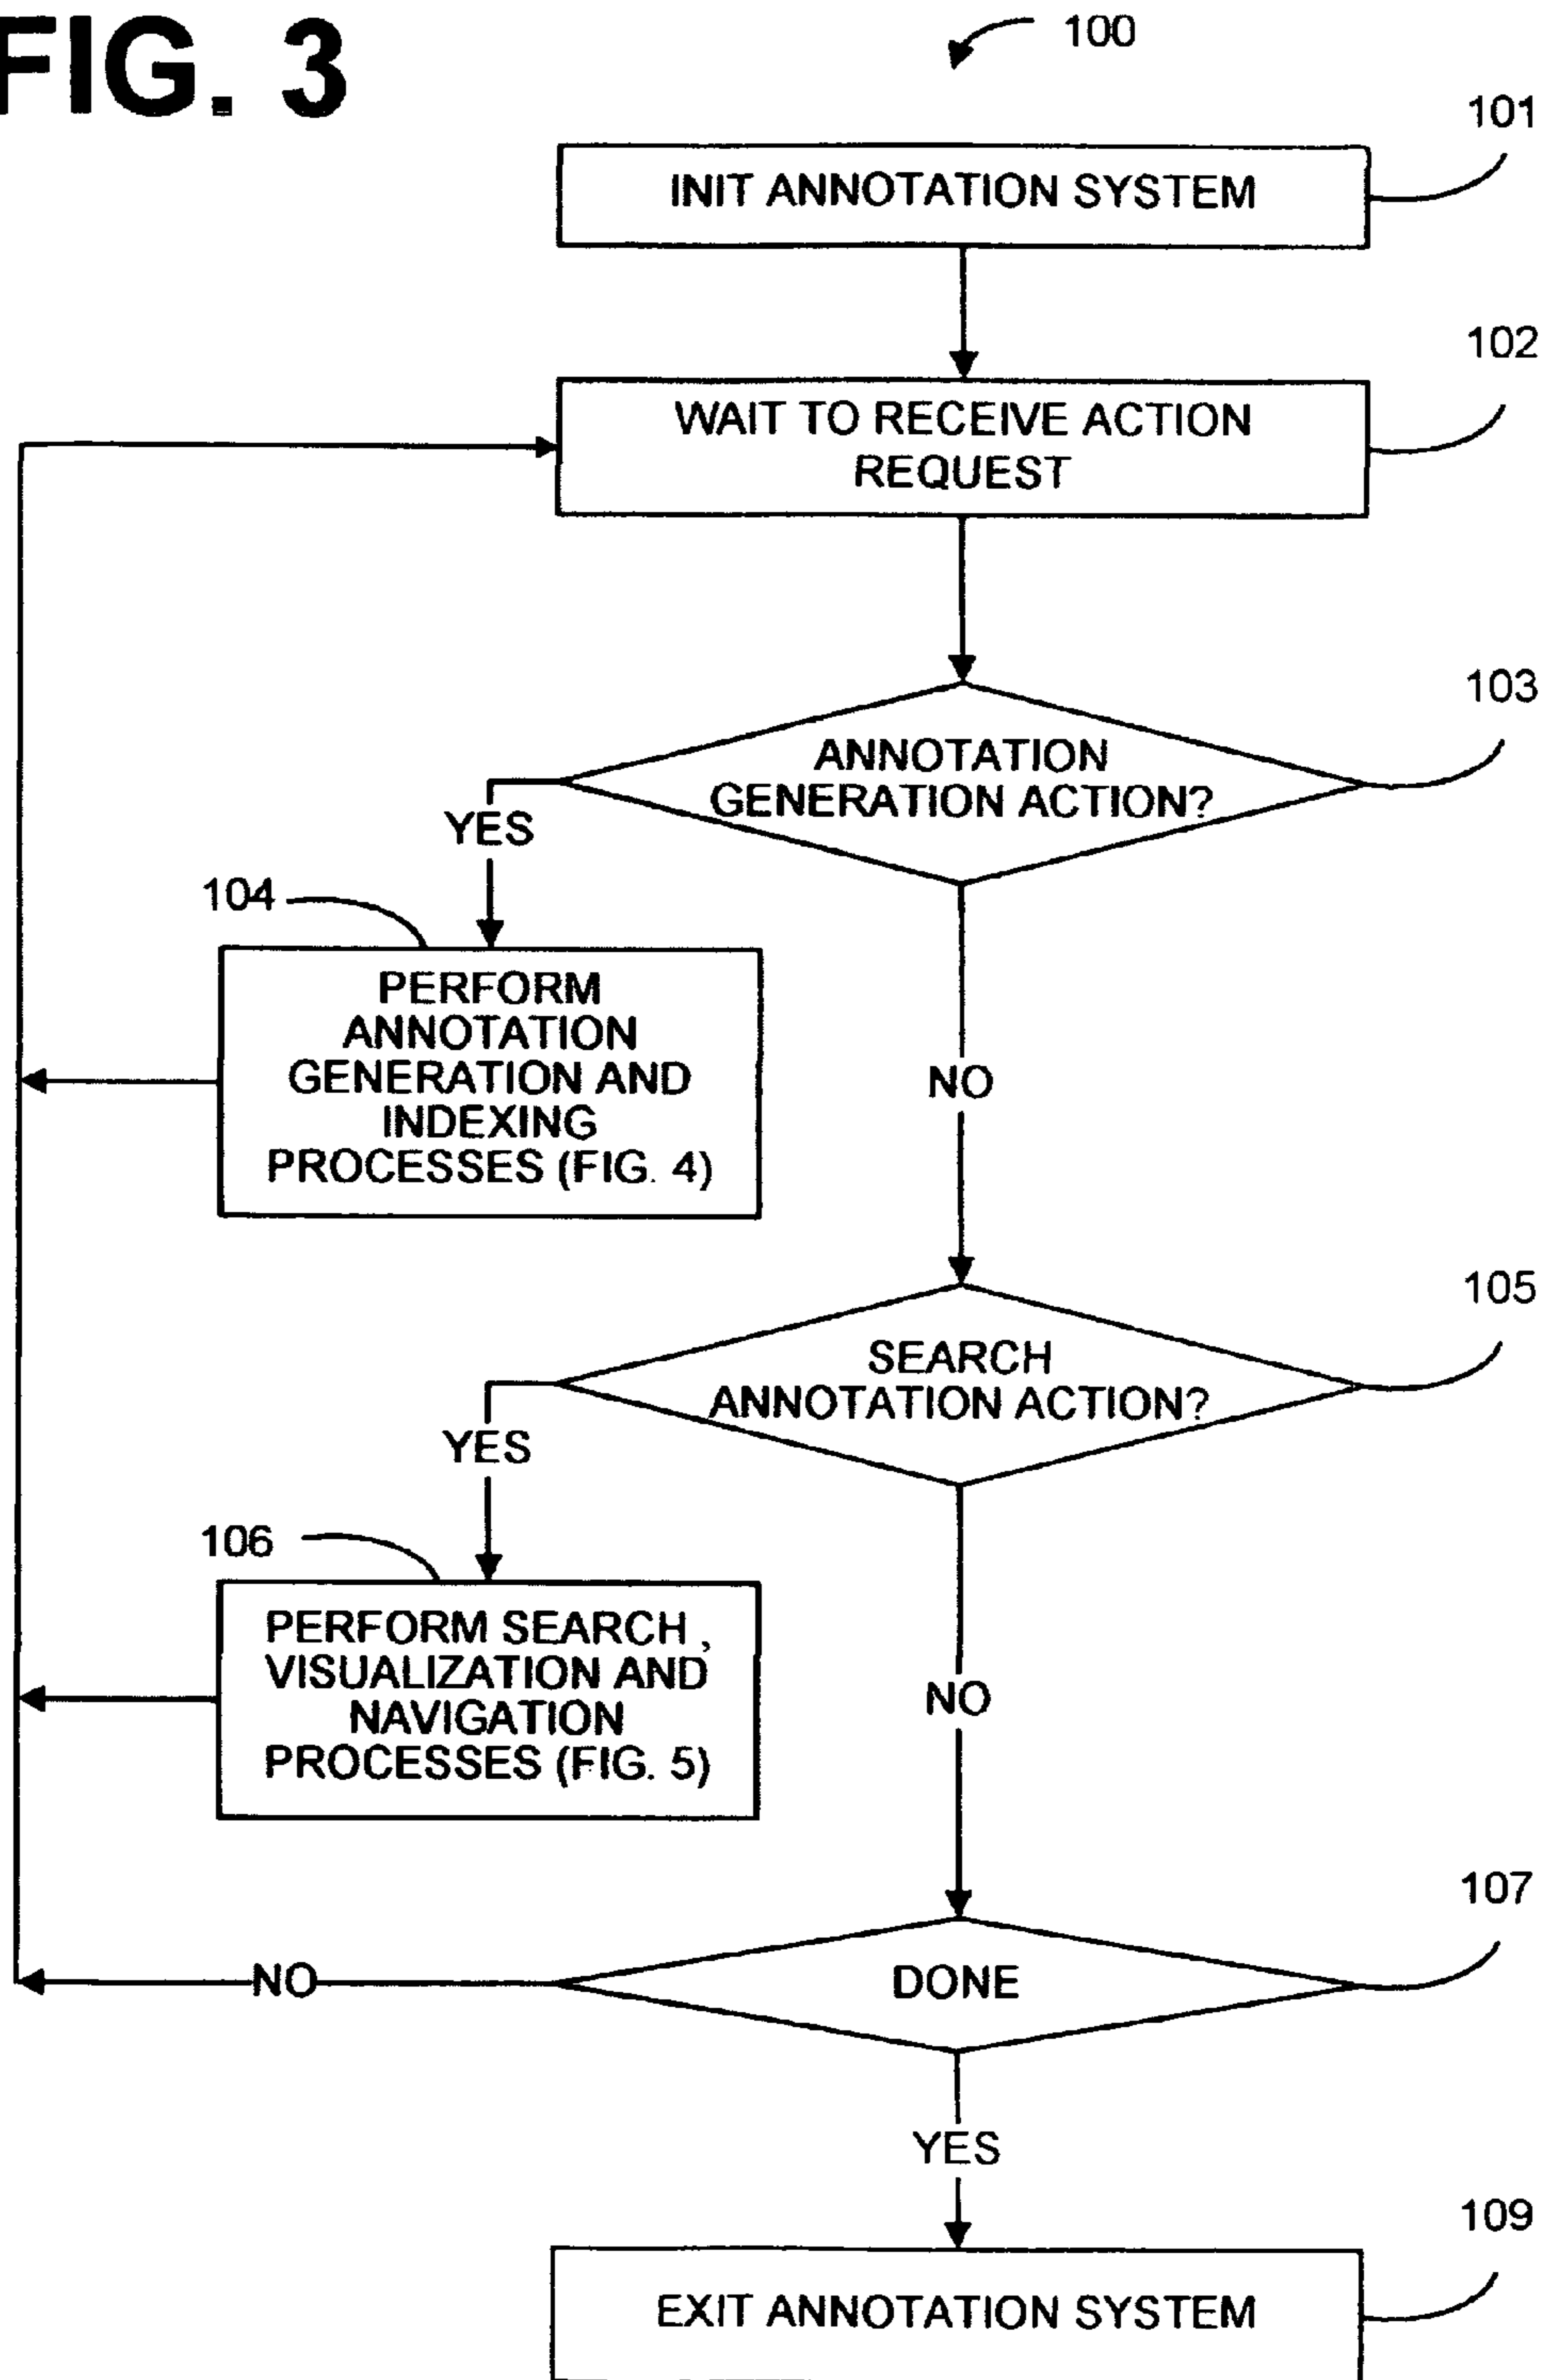 FIG. 3
100
101
INIT ANNOTATION SYSTEM
102
WAIT TO RECEIVE ACTION
REQUEST
103
ANNOTATION
GENERATION ACTION?
YES
104
PERFORM
ANNOTATION
GENERATION AND
INDEXING
PROCESSES (FIG. 4)
NO
105
SEARCH
ANNOTATION ACTION?
YES
106
PERFORM SEARCH ,
VISUALIZATION AND
NAVIGATION
PROCESSES (FIG. 5)
NO
107
DONE
NO
YES
109
EXIT ANNOTATION SYSTEM